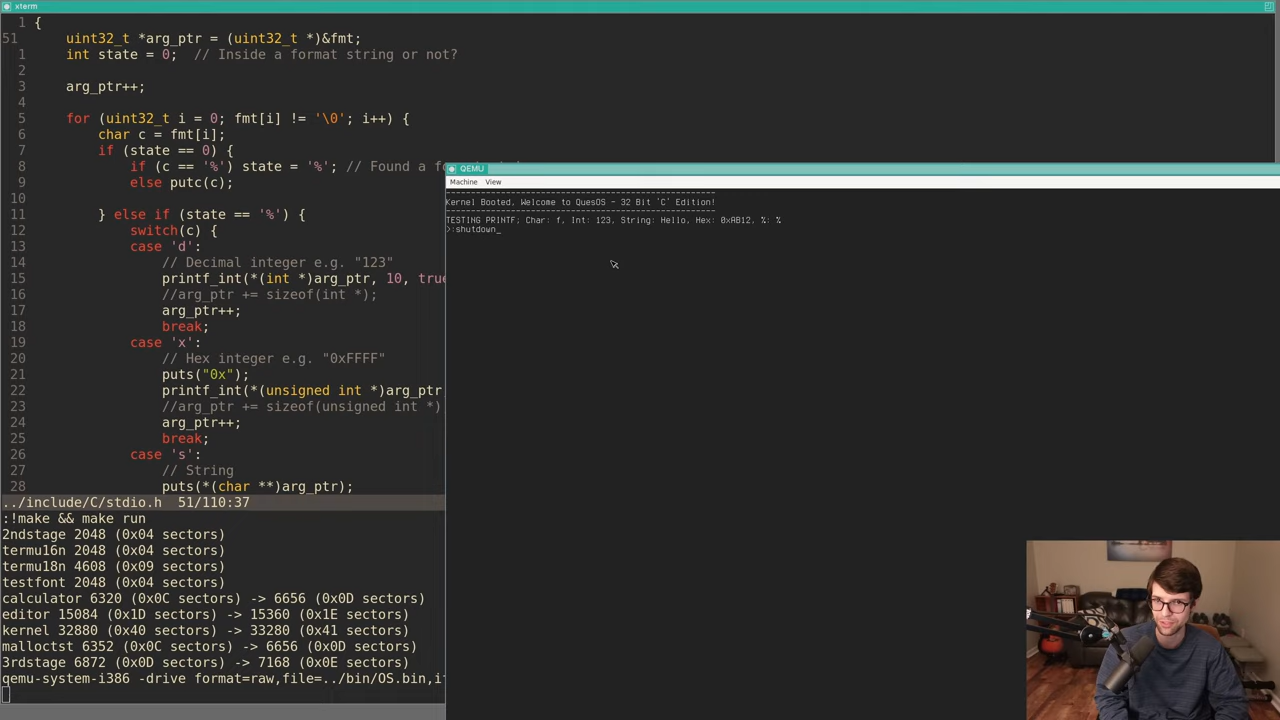 xterm
1 {
51 uint32_t *arg_ptr = (uint32_t *)&fmt;
1 int state = 0; // Inside a format string or not?
2
3 arg_ptr++;
4
5 for (uint32_t i = 0; fmt[i] != '\0'; i++) {
6 char c = fmt[i];
7 if (state == 0) {
8 if (c == '%') state = '%'; // Found a
9 else putc(c);
10
11 } else if (state == '%') {
12 switch(c) {
13 case 'd':
14 // Decimal integer e.g. "123"
15 printf_int(*(int *)arg_ptr, 10, true
16 //arg_ptr += sizeof(int *);
17 arg_ptr++;
18 break;
19 case 'x':
20 // Hex integer e.g. "0xFFFF"
21 puts("0x");
22 printf_int(*(unsigned int *)arg_ptr
23 //arg_ptr += sizeof(unsigned int *)
24 arg_ptr++;
25 break;
26 case 's':
27 // String
28 puts(*(char **)arg_ptr);
../include/C/stdio.h 51/110:37
:!make && make run
2ndstage 2048 (0x04 sectors)
termu16n 2048 (0x04 sectors)
termu18n 4608 (0x09 sectors)
testfont 2048 (0x04 sectors)
calculator 6320 (0x0C sectors) -> 6656 (0x0D sectors)
editor 15084 (0x1D sectors) -> 15360 (0x1E sectors)
kernel 32880 (0x40 sectors) -> 33280 (0x41 sectors)
malloctst 6352 (0x0C sectors) -> 6656 (0x0D sectors)
3rdstage 6872 (0x0D sectors) -> 7168 (0x0E sectors)
qemu-system-i386 -drive format=raw,file=../bin/OS.bin,i
QEMU
Machine View
------------------------------------------------------
Kernel Booted, Welcome to QuesOS - 32 Bit 'C' Edition!
------------------------------------------------------
TESTING PRINTF; Char: f, Int: 123, String: Hello, Hex: 0xAB12, %: %
>:shutdown_